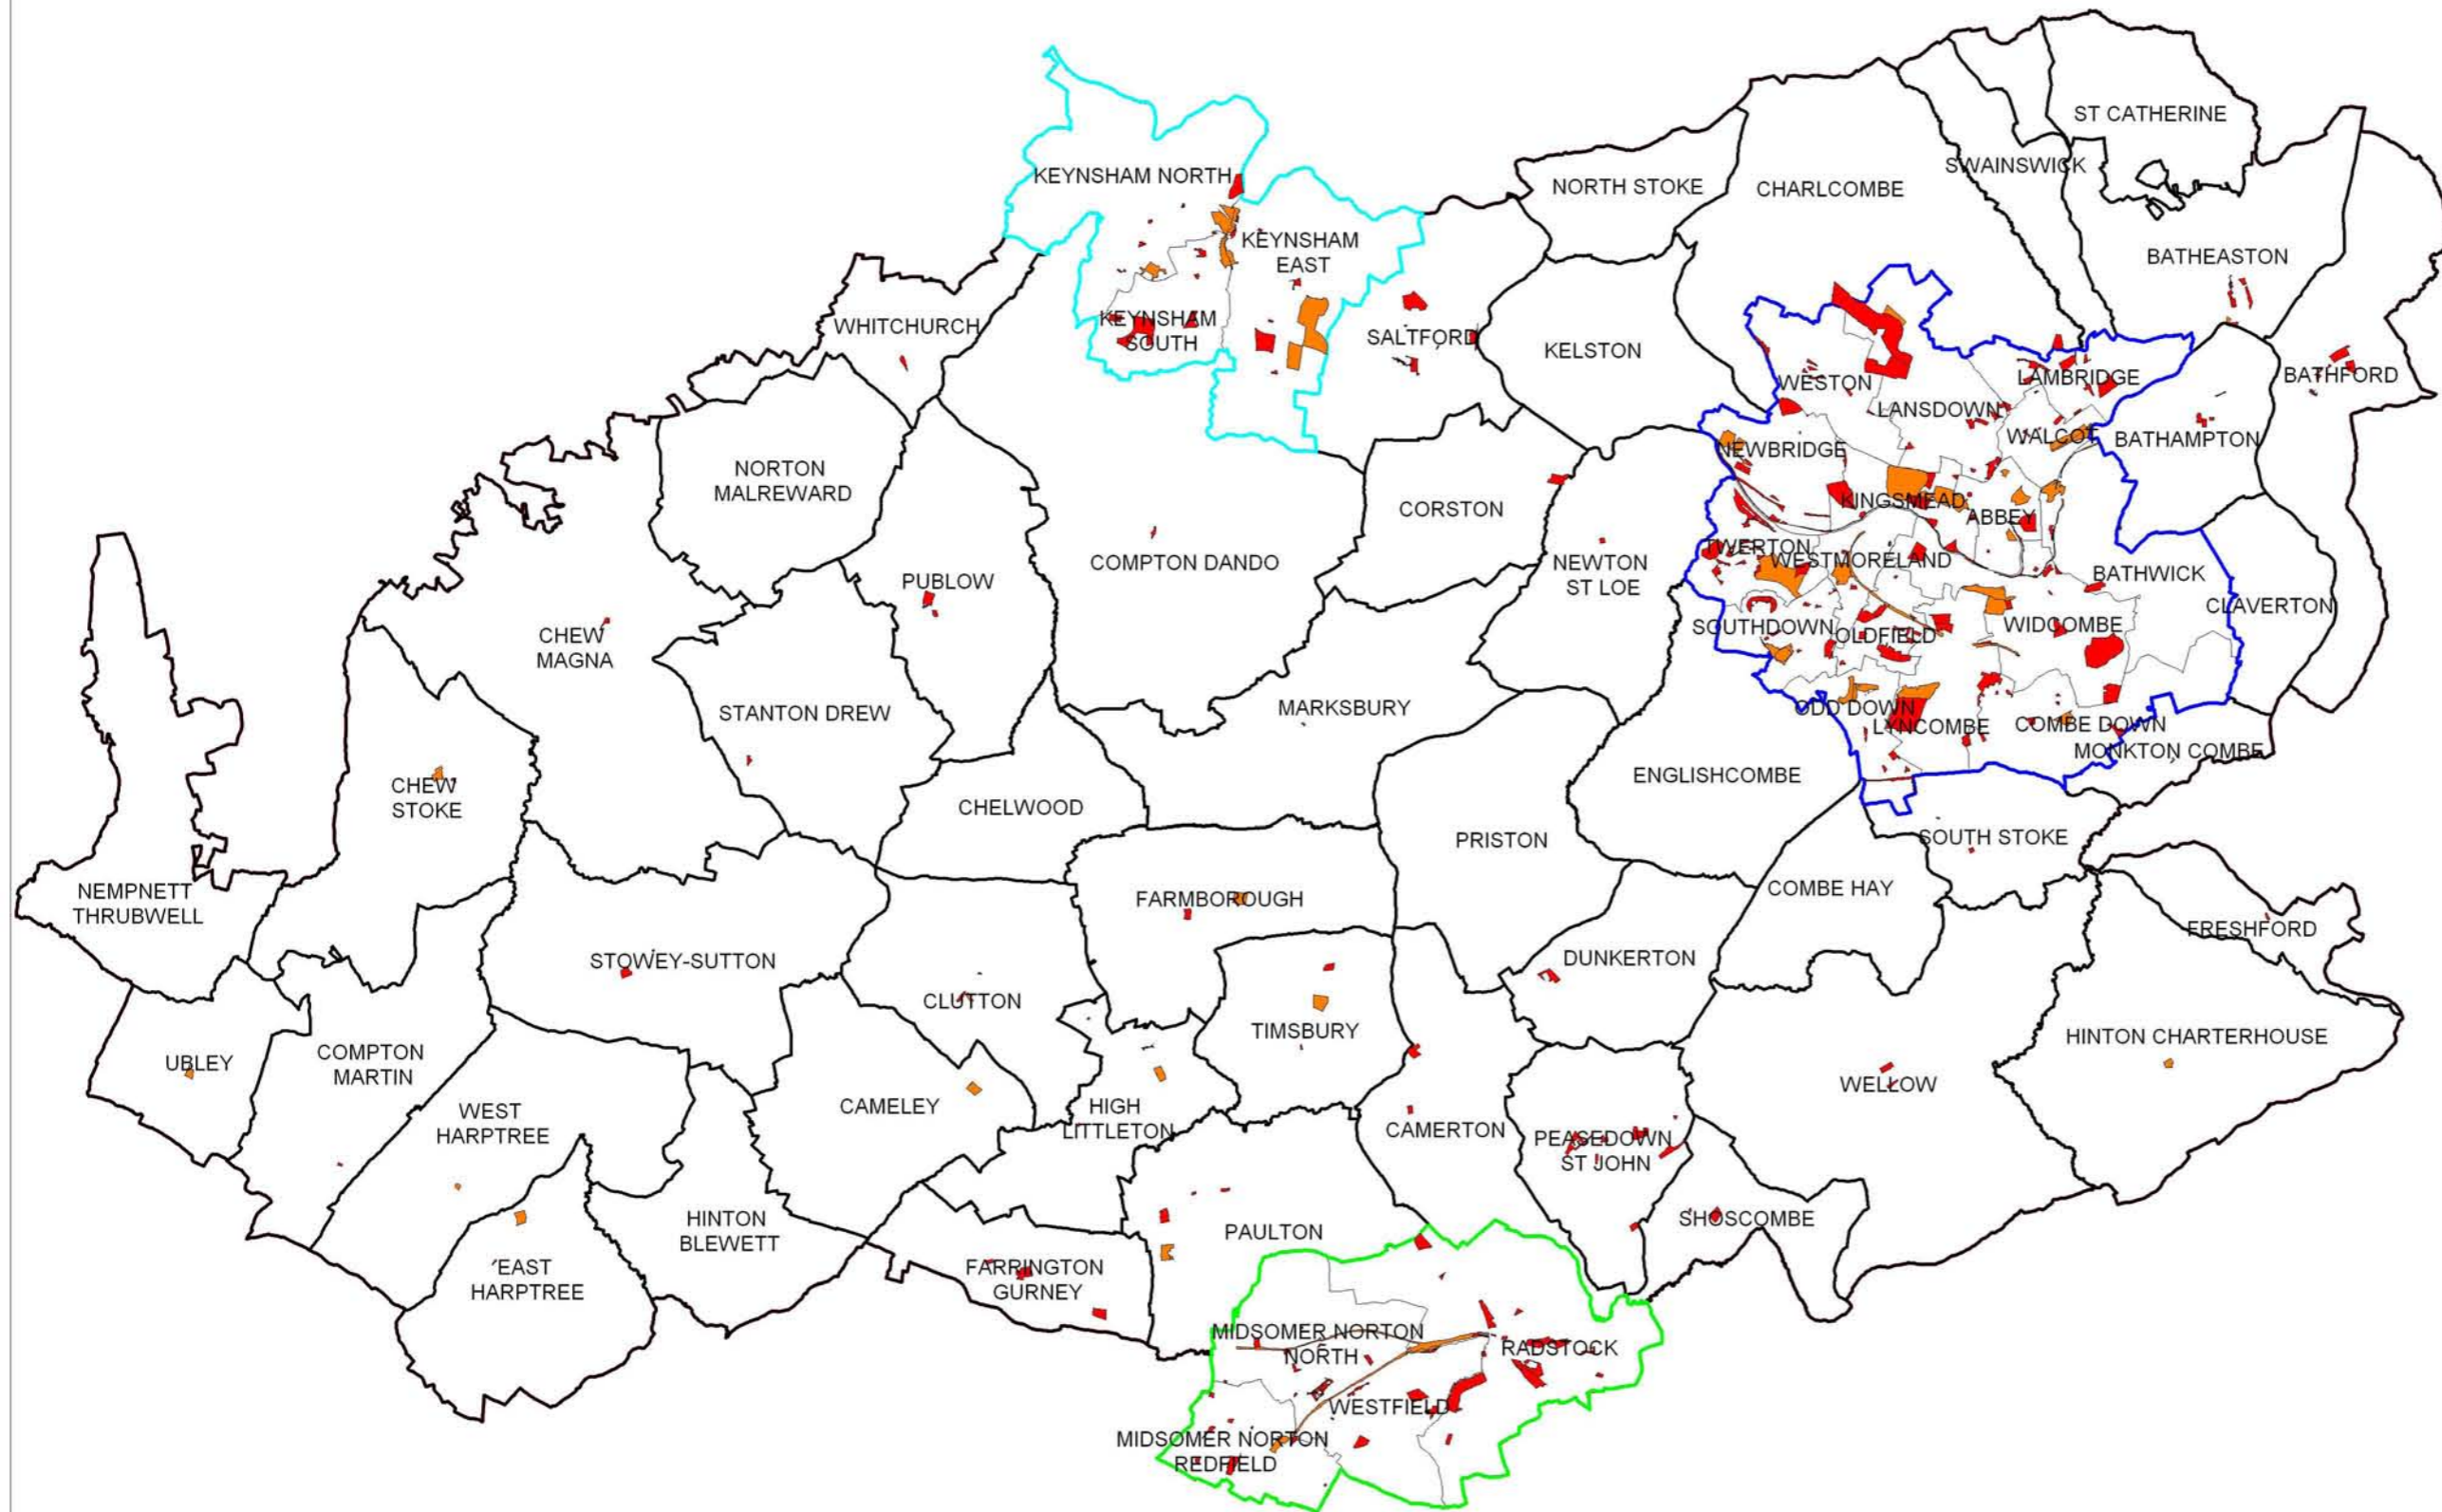 ST CATHERINE
SWAINSWICK
KEYNSHAM NORTH
NORTH STOKE
CHARLCOMBE
KEYNSHAM
EAST
BATHEASTON
WHITCHURCH
KEYNSHAM
SOUTH
SALTFORD
KELSTON
WESTON
LAMBRIDGE
BATHFORD
LANSDOWN
WALCOT
BATHAMPTON
NEWBRIDGE
NORTON
MALREWARD
CORSTON
KINGSMEAD
ABBEY
TWERTON
WESTMORELAND
COMPTON DANDO
NEWTON
ST LOE
PUBLOW
BATHWICK
CLAVERTON
CHEW
MAGNA
SOUTHDOWN
OLDFIELD
WIDCOMBE
STANTON DREW
MARKSBURY
ODD DOWN
LYNCOMBE
COMBE DOWN
MONKTON COMBE
ENGLISHCOMBE
CHEW
STOKE
CHELWOOD
PRISTON
SOUTH STOKE
NEMPNETT
THRUBWELL
FARMBOROUGH
COMBE HAY
FRESHFORD
STOWEY-SUTTON
DUNKERTON
CLUTTON
TIMSBURY
HINTON CHARTERHOUSE
UBLEY
COMPTON
MARTIN
WELLOW
WEST
HARPTREE
CAMELEY
HIGH
LITTLETON
CAMERTON
PEASEDOWN
ST JOHN
HINTON
BLEWETT
PAULTON
SHOSCOMBE
EAST
HARPTREE
FARRINGTON
GURNEY
MIDSOMER NORTON
NORTH
RADSTOCK
WESTFIELD
MIDSOMER NORTON
REDFIELD